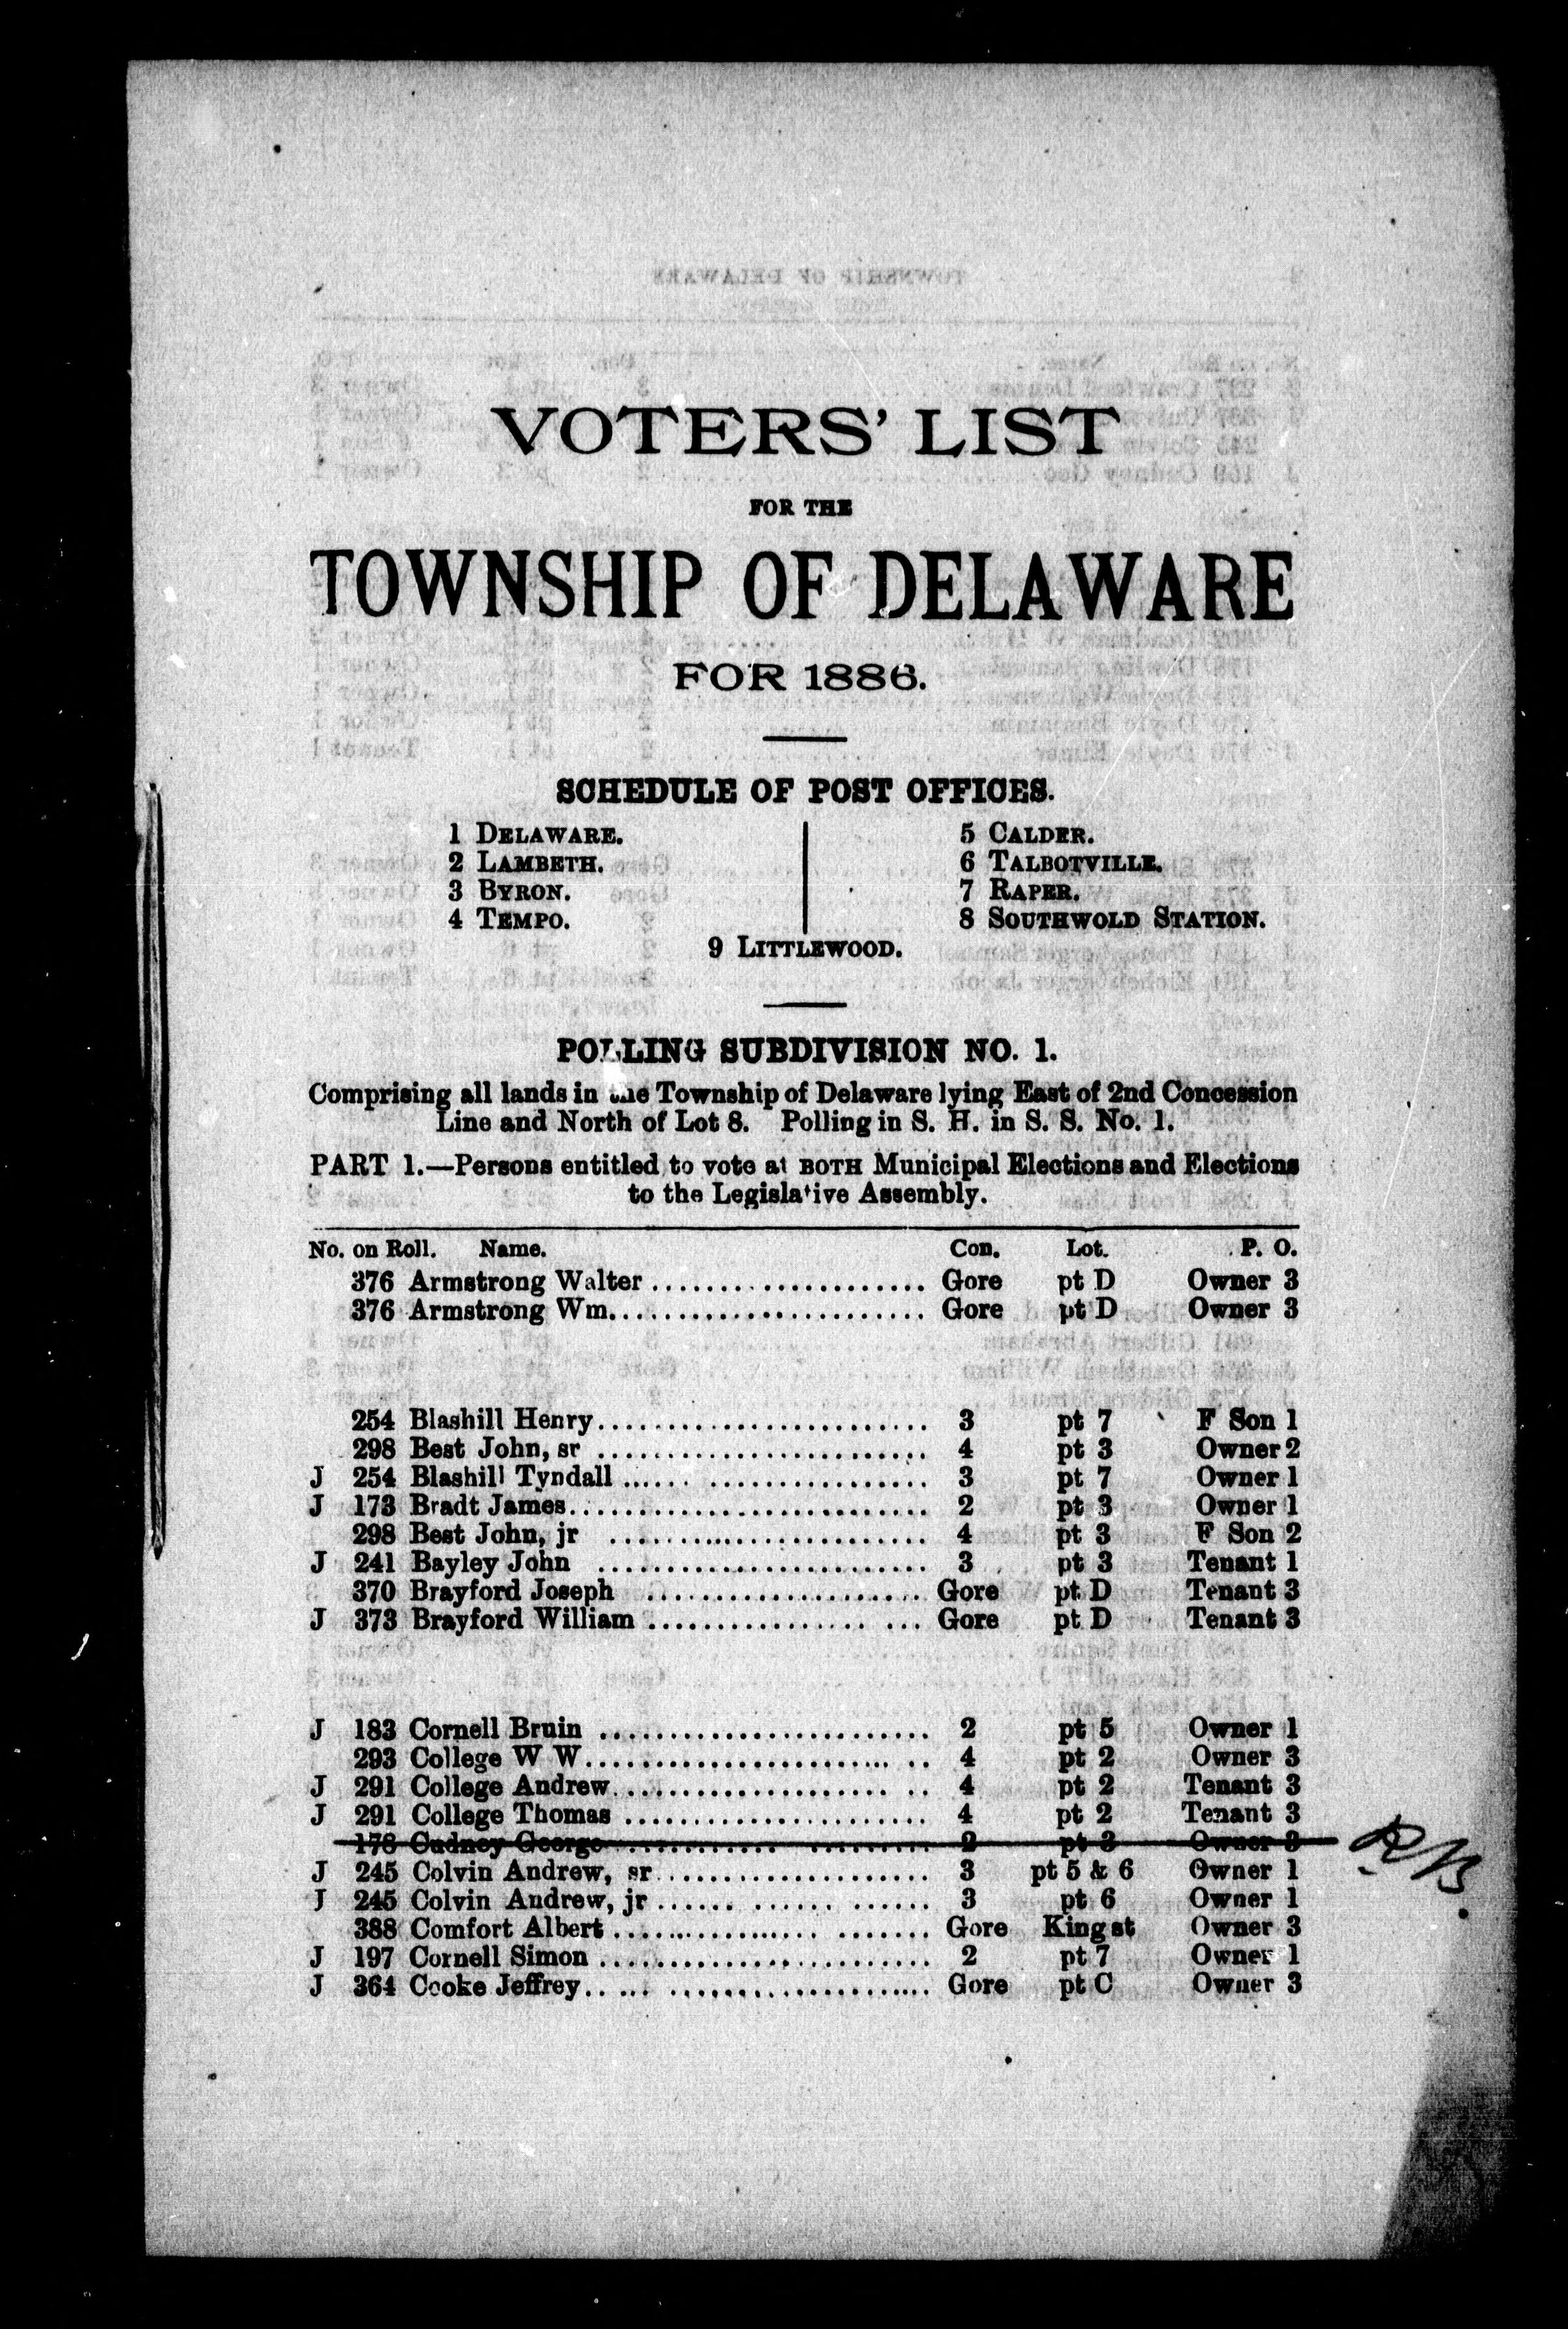 VOTERS' LIST
FOR THE
TOWNSHIP OF DELAWARE
FOR 1886.
SCHEDULE OF POST OFFICES.
1 DELAWARE. 5 CALDER.
2 LAMBETH. 6 TALBOTVILLE.
3 BYRON. 7 RAPER.
4 TEMPO. 8 SOUTHWOLD STATION.
9 LITTLEWOOD.
POLLING SUBDIVISION NO. 1.
Comprising all lands in the Township of Delaware lying East of 2nd Concession
Line and North of Lot 8. Polling in S. H. in S. S. No. 1.
PART 1.—Persons entitled to vote at BOTH Municipal Elections and Elections
to the Legislative Assembly.
No. on Roll. Name. Con. Lot. P. O.
376 Armstrong Walter ........................ Gore pt D Owner 3
376 Armstrong Wm........................ Gore pt D Owner 3
254 Blashill Henry........................ 3 pt 7 F Son 1
298 Best John, sr ........................ 4 pt 3 Owner 2
J 254 Blashill Tyndall ........................ 3 pt 7 Owner 1
J 173 Bradt James........................ 2 pt 3 Owner 1
298 Best John, jr ........................ 4 pt 3 F Son 2
J 241 Bayley John ........................ 3 pt 3 Tenant 1
370 Brayford Joseph ........................ Gore pt D Tenant 3
J 373 Brayford William ........................ Gore pt D Tenant 3
J 183 Cornell Bruin ........................ 2 pt 5 Owner 1
293 College W W........................ 4 pt 2 Owner 3
J 291 College Andrew........................ 4 pt 2 Tenant 3
J 291 College Thomas ........................ 4 pt 2 Tenant 3
178 Cudney George ........................ 2 pt 3 Owner 3 RB
J 245 Colvin Andrew, sr........................ 3 pt 5 & 6 Owner 1
J 245 Colvin Andrew, jr ........................ 3 pt 6 Owner 1
388 Comfort Albert ........................ Gore King st Owner 3
J 197 Cornell Simon ........................ 2 pt 7 Owner 1
J 364 Cooke Jeffrey........................ Gore pt C Owner 3